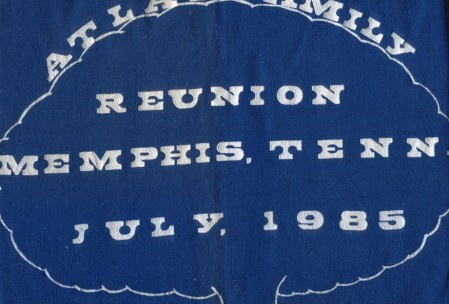 FAMILY
REUNION
MEMPHIS, TENN.
JULY, 1985